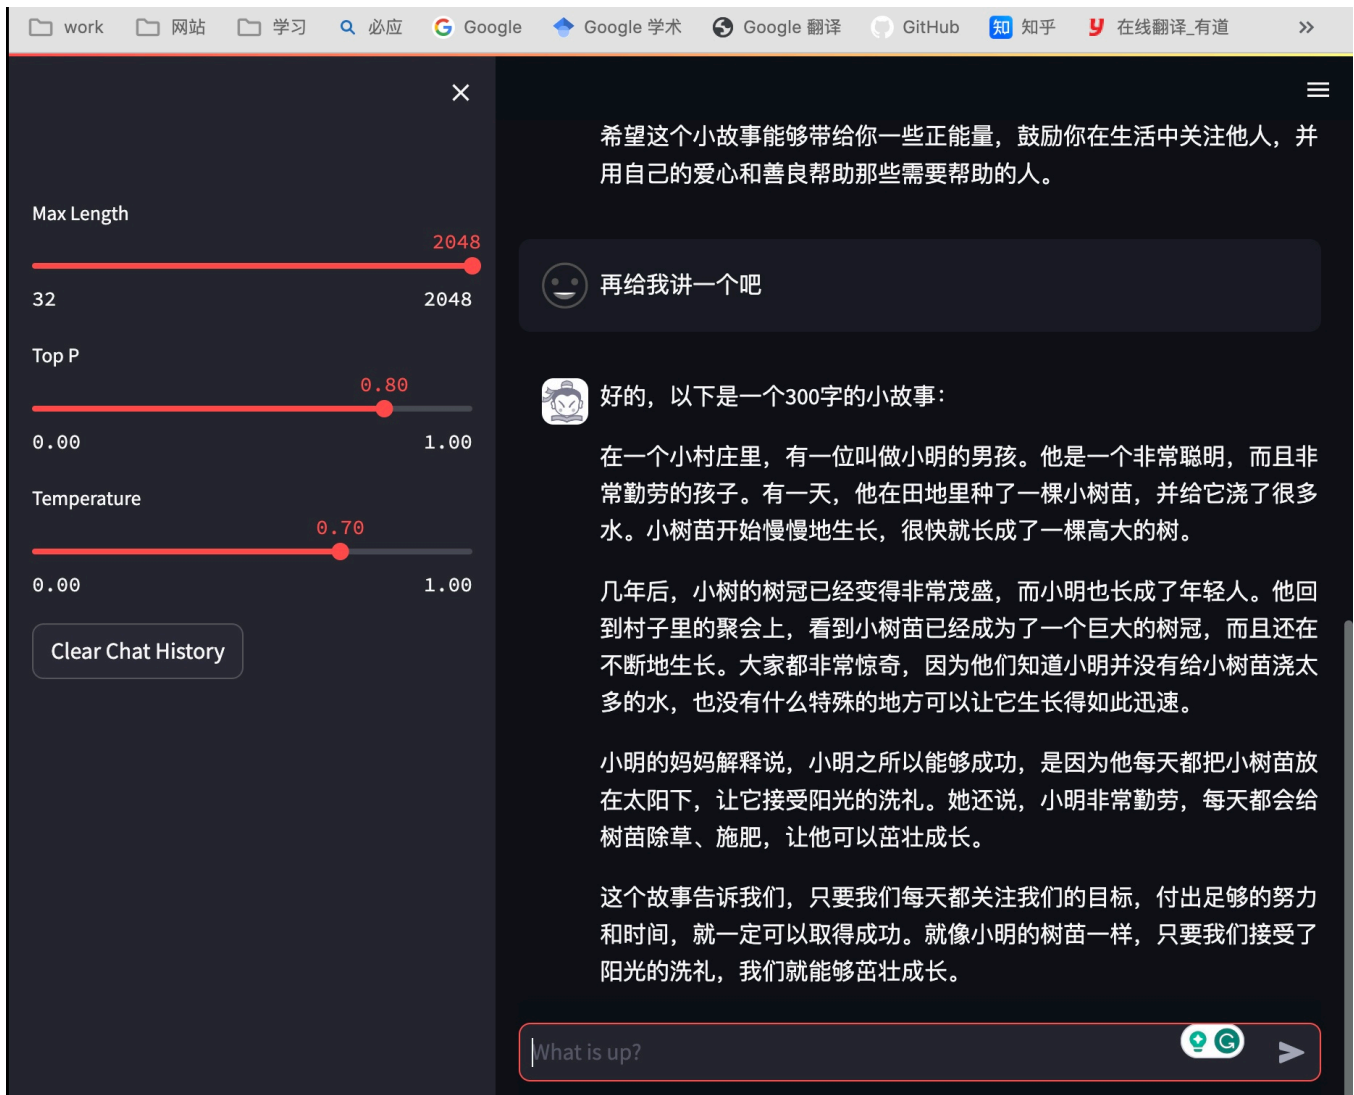 work 网站 学习 必应 Google Google 学术 Google 翻译 GitHub 知 知乎 y 在线翻译_有道 »
Max Length
2048
32 2048
Top P
0.80
0.00 1.00
Temperature
0.70
0.00 1.00
Clear Chat History
希望这个小故事能够带给你一些正能量，鼓励你在生活中关注他人，并
用自己的爱心和善良帮助那些需要帮助的人。
再给我讲一个吧
好的，以下是一个300字的小故事：
在一个小村庄里，有一位叫做小明的男孩。他是一个非常聪明，而且非
常勤劳的孩子。有一天，他在田地里种了一棵小树苗，并给它浇了很多
水。小树苗开始慢慢地生长，很快就长成了一棵高大的树。
几年后，小树的树冠已经变得非常茂盛，而小明也长成了年轻人。他回
到村子里的聚会上，看到小树苗已经成为了一个巨大的树冠，而且还在
不断地生长。大家都非常惊奇，因为他们知道小明并没有给小树苗浇太
多的水，也没有什么特殊的地方可以让它生长得如此迅速。
小明的妈妈解释说，小明之所以能够成功，是因为他每天都把小树苗放
在太阳下，让它接受阳光的洗礼。她还说，小明非常勤劳，每天都会给
树苗除草、施肥，让他可以茁壮成长。
这个故事告诉我们，只要我们每天都关注我们的目标，付出足够的努力
和时间，就一定可以取得成功。就像小明的树苗一样，只要我们接受了
阳光的洗礼，我们就能够茁壮成长。
What is up?